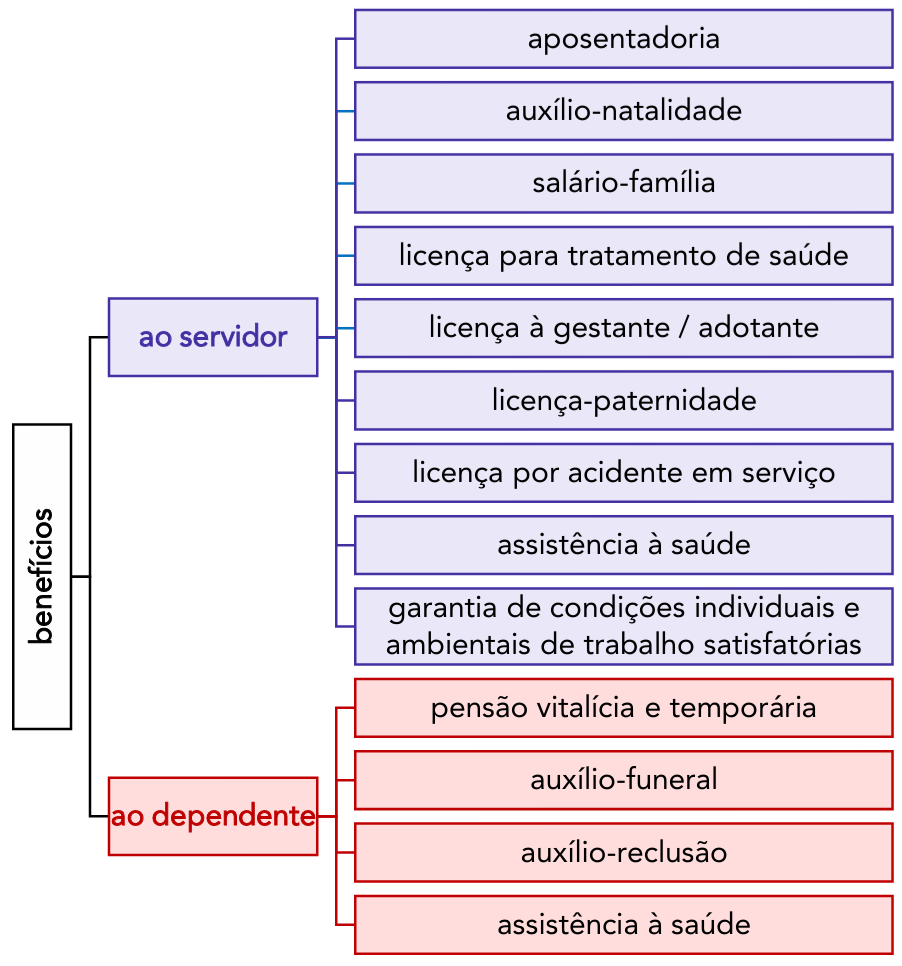 benefícios
ao servidor
aposentadoria
auxílio-natalidade
salário-família
licença para tratamento de saúde
licença à gestante / adotante
licença-paternidade
licença por acidente em serviço
assistência à saúde
garantia de condições individuais e
ambientais de trabalho satisfatórias
ao dependente
pensão vitalícia e temporária
auxílio-funeral
auxílio-reclusão
assistência à saúde